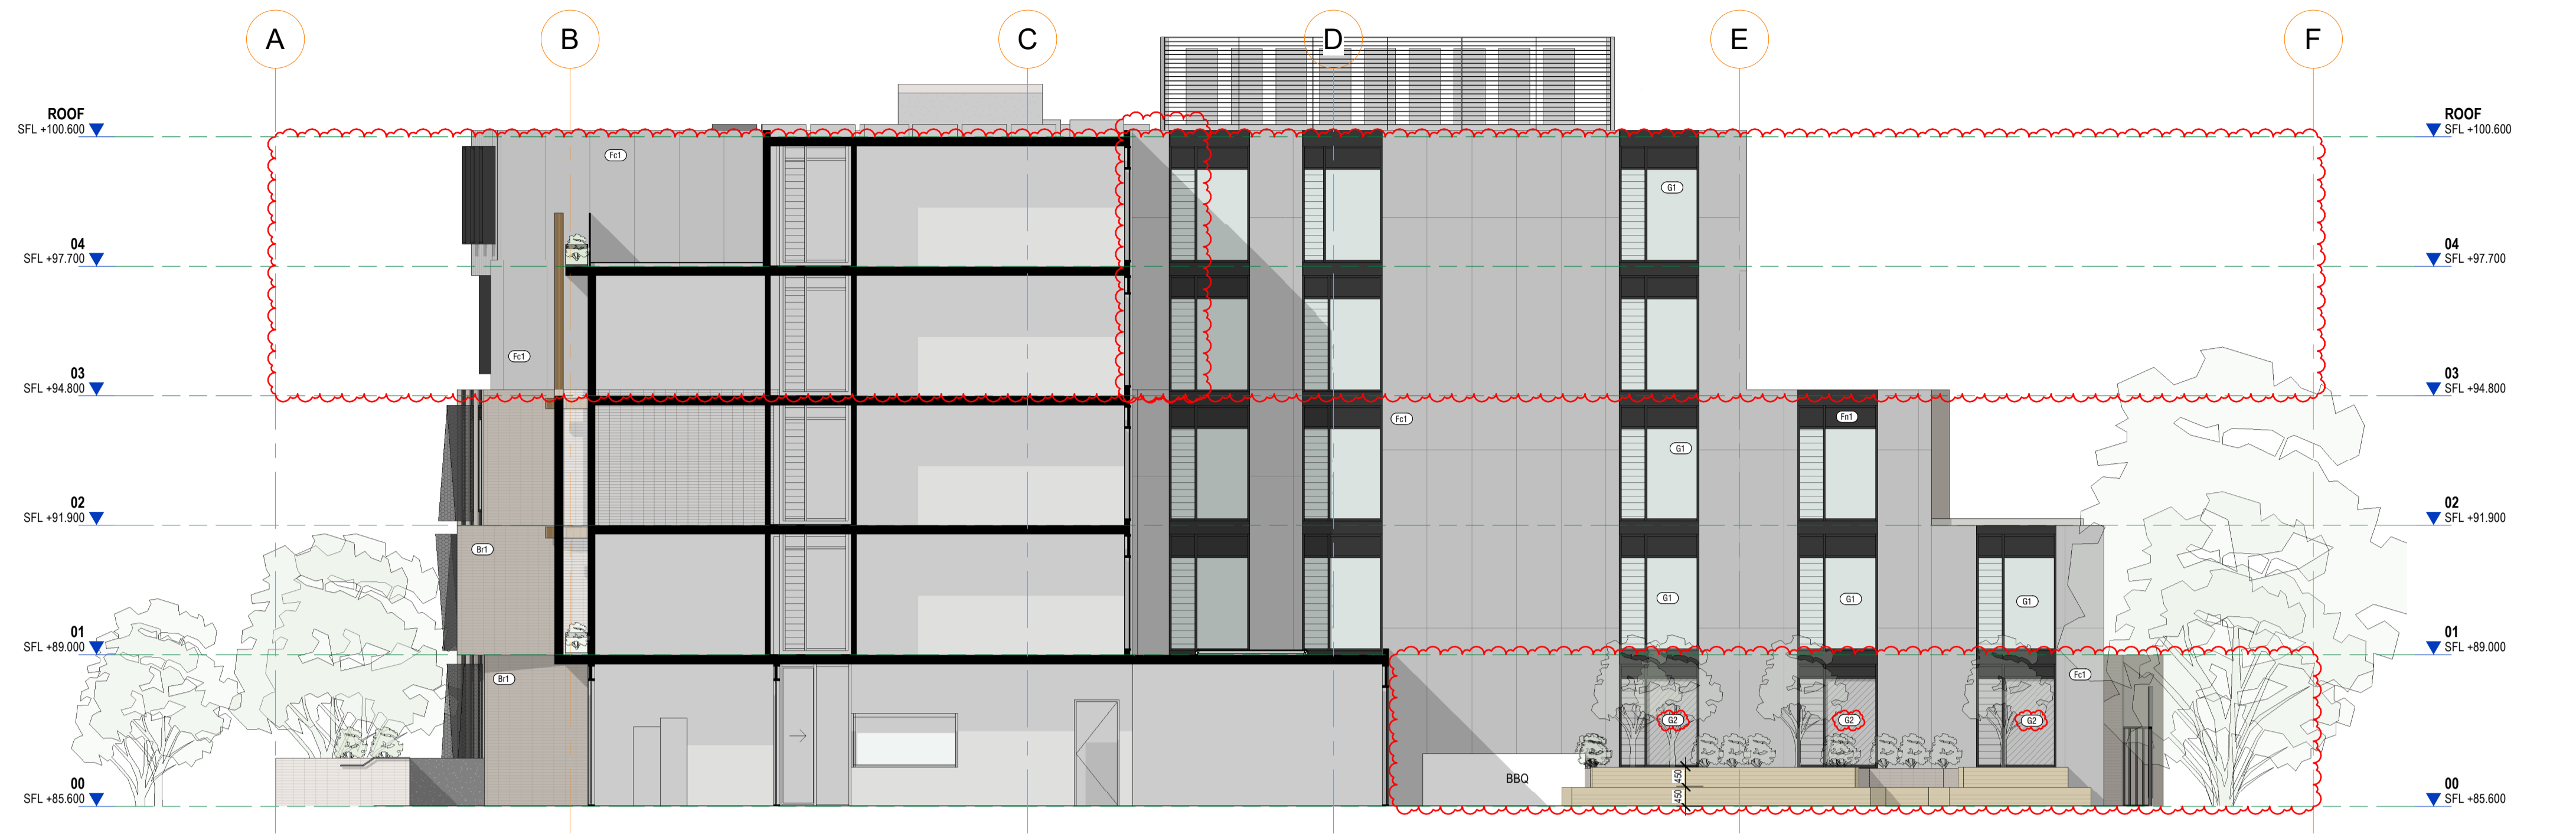 A B C D E F
ROOF
SFL +100.600
ROOF
SFL +100.600
Fc1
G1
04
SFL +97.700
04
SFL +97.700
Fc1
03
SFL +94.800
03
SFL +94.800
Fc1
Fn1
G1
02
SFL +91.900
02
SFL +91.900
Br1
G1
G1
G1
01
SFL +89.000
01
SFL +89.000
Br1
Fc1
G2
G2
G2
BBQ
450
450
00
SFL +85.600
00
SFL +85.600